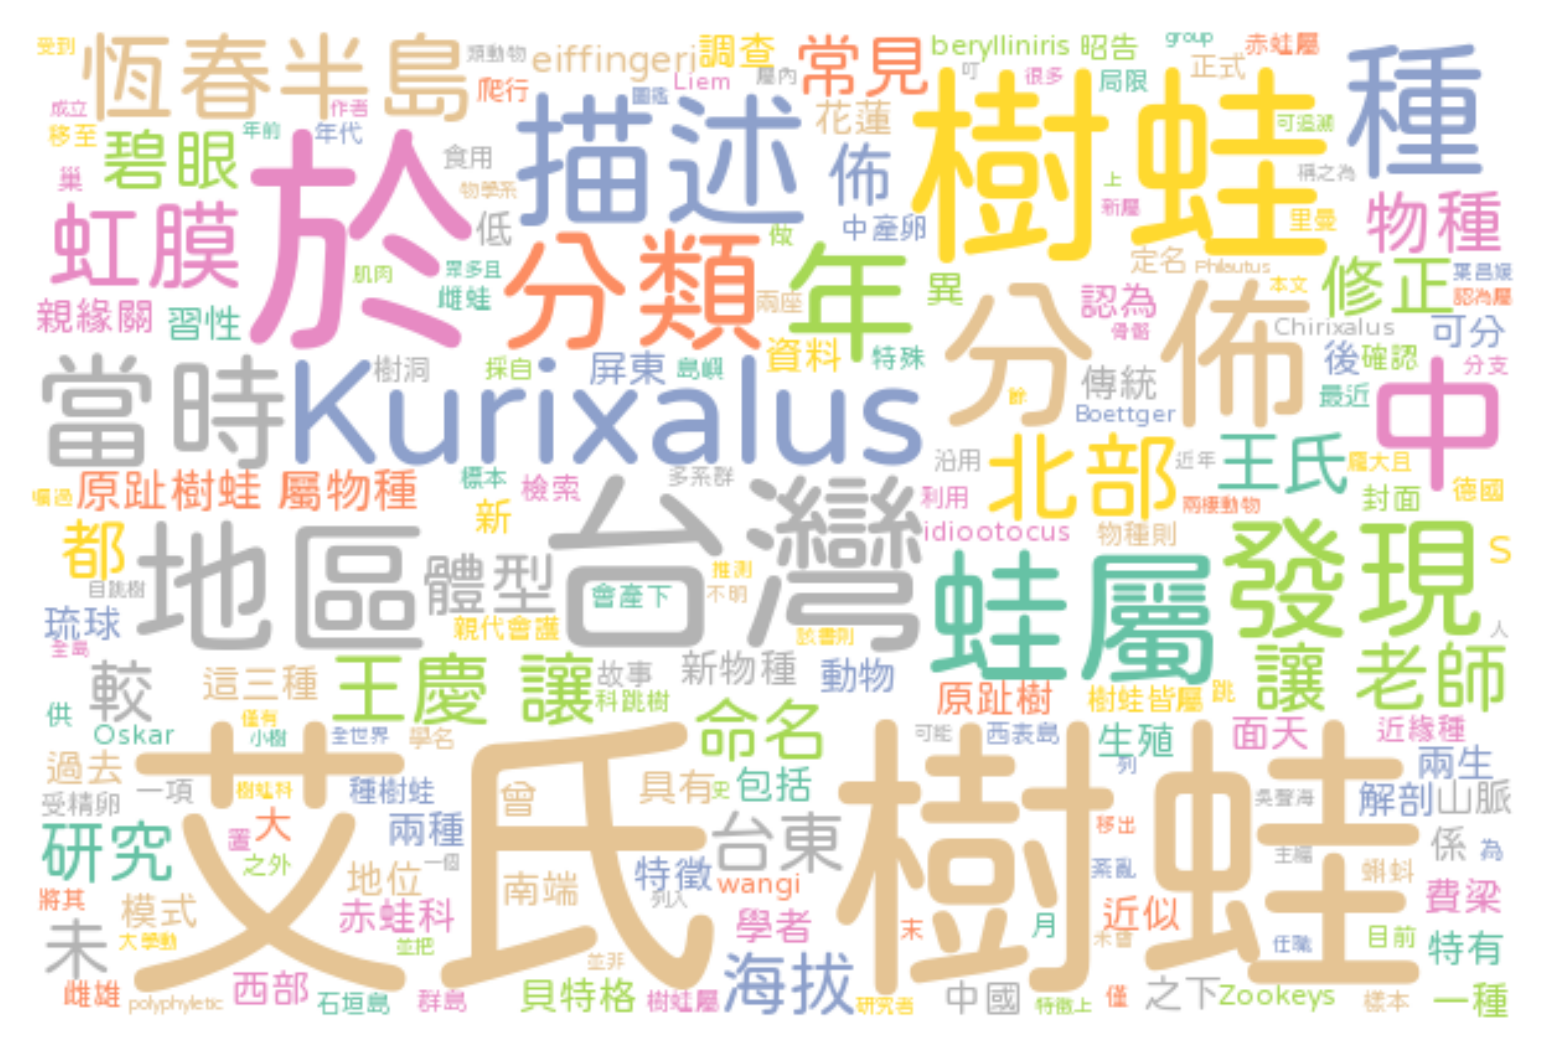 受到
恆春半島
類動物
eiffingeri
調查
常見
berylliniris
昭告
group
赤蛙屬
種
爬行
Liem
屬內
叮
很多
局限
正式
圖鑑
成立
作者
移至
年前
年代
碧眼
於
描述
花蓮
樹蛙
可追溯
食用
佈
稱之為
巢
物學系
上
新屬
里曼
物種
虹膜
低
中產卵
做
分類
年
定名
Philautus
本文
修正
葉昌媛
認為屬
肌肉
眾多且
雌蛙
兩座
異
認為
骨骼
分佈
親緣關
習性
Chirixalus
可分
當時
樹洞
Kurixalus
採自
屏東
島嶼
資料
特殊
傳統
後
確認
分支
餘
Boettger
最近
中
原趾樹蛙
屬物種
標本
檢索
多系群
沿用
北部
近年
王氏
龐大且
封面
德國
新
台灣
利用
兩棲動物
idiootocus
物種則
都
地區
體型
發現
S
目跳樹
會產下
推測
不明
蛙屬
琉球
全島
親代會護
該書則
人
較
這三種
王慶
讓
故事
新物種
動物
讓
老師
科跳樹
原趾樹
樹蛙皆屬
跳
供
Oskar
僅有
小樹
全世界
學名
命名
可能
西表島
生殖
面天
近緣種
過去
艾氏樹蛙
曾
具有
史
包括
列
兩生
受精卵
一項
樹蛙科
種樹蛙
吳聲海
解剖
山脈
研究
置
大
兩種
台東
移出
係
為
之外
一個
主編
地位
南端
特徵
wangi
紊亂
蝌蚪
列入
將其
模式
赤蛙科
學者
近似
費梁
未
大學動
並把
末
月
未曾
任職
目前
特有
並非
雌雄
polyphyletic
西部
石垣島
群島
貝特格
樹蛙屬
海拔
研究者
中國
特徵上
僅
之下
Zookeys
樣本
一種